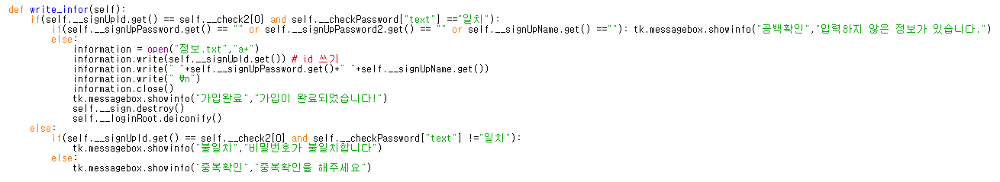 def write_infor(self):
    if(self.__signUpId.get() == self.__check2[0] and self.__checkPassword["text"] =="일치"):
        if(self.__signUpPassword.get() == "" or self.__signUpPassword2.get() == "" or self.__signUpName.get() ==""): tk.messagebox.showinfo("공백확인","입력하지 않은 정보가 있습니다.")
        else:
            information = open("정보.txt","a+")
            information.write(self.__signUpId.get()) # id 쓰기
            information.write(" "+self.__signUpPassword.get()+" "+self.__signUpName.get())
            information.write(" ₩n")
            information.close()
            tk.messagebox.showinfo("가입완료","가입이 완료되었습니다!")
            self.__sign.destroy()
            self.__loginRoot.deiconify()
    else:
        if(self.__signUpId.get() == self.__check2[0] and self.__checkPassword["text"] !="일치"):
            tk.messagebox.showinfo("불일치","비밀번호가 불일치합니다")
        else:
            tk.messagebox.showinfo("중복확인","중복확인을 해주세요")